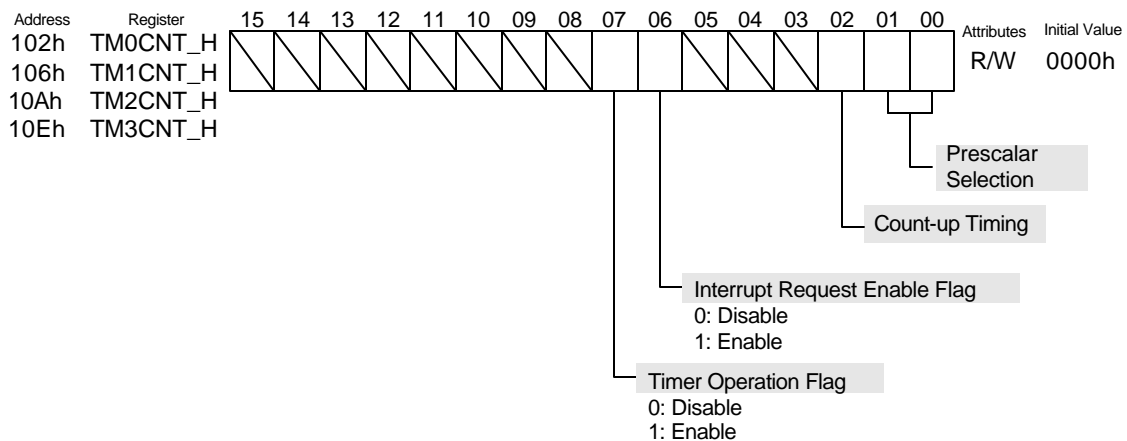 Address Register 15 14 13 12 11 10 09 08 07 06 05 04 03 02 01 00 Attributes Initial Value
102h TM0CNT_H R/W 0000h
106h TM1CNT_H
10Ah TM2CNT_H
10Eh TM3CNT_H
Prescalar
Selection
Count-up Timing
Interrupt Request Enable Flag
0: Disable
1: Enable
Timer Operation Flag
0: Disable
1: Enable